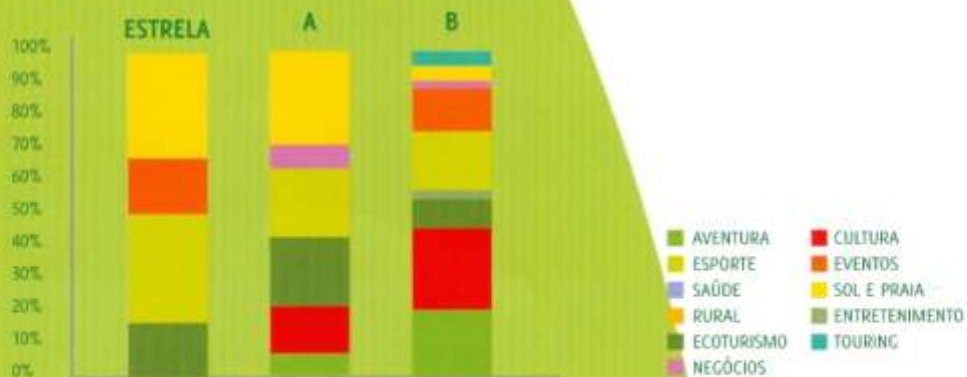 ESTRELA A B
100%
90%
80%
70%
60%
50%
40%
30%
20%
10%
0%
AVENTURA CULTURA
ESPORTE EVENTOS
SAÚDE SOL E PRAIA
RURAL ENTRETENIMENTO
ECOTURISMO TOURING
NEGÓCIOS